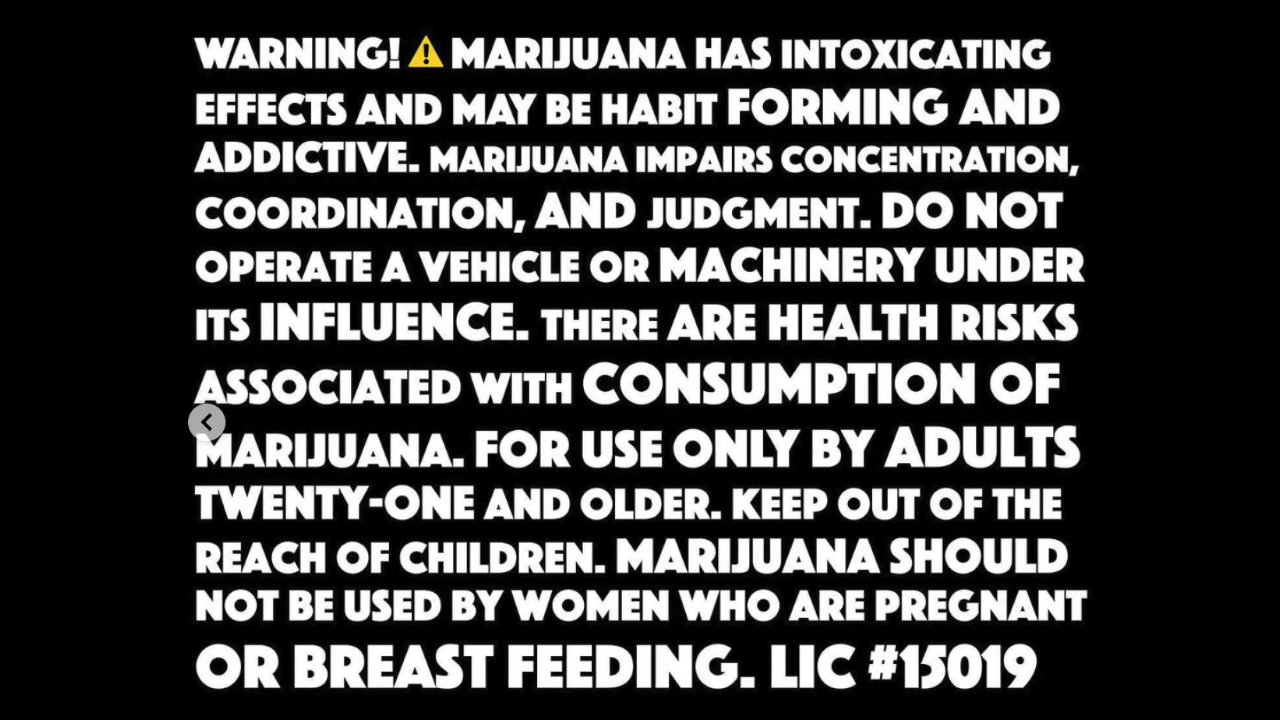 WARNING! ⚠️ MARIJUANA HAS INTOXICATING
EFFECTS AND MAY BE HABIT FORMING AND
ADDICTIVE. MARIJUANA IMPAIRS CONCENTRATION,
COORDINATION, AND JUDGMENT. DO NOT
OPERATE A VEHICLE OR MACHINERY UNDER
ITS INFLUENCE. THERE ARE HEALTH RISKS
ASSOCIATED WITH CONSUMPTION OF
MARIJUANA. FOR USE ONLY BY ADULTS
TWENTY-ONE AND OLDER. KEEP OUT OF THE
REACH OF CHILDREN. MARIJUANA SHOULD
NOT BE USED BY WOMEN WHO ARE PREGNANT
OR BREAST FEEDING. LIC #15019